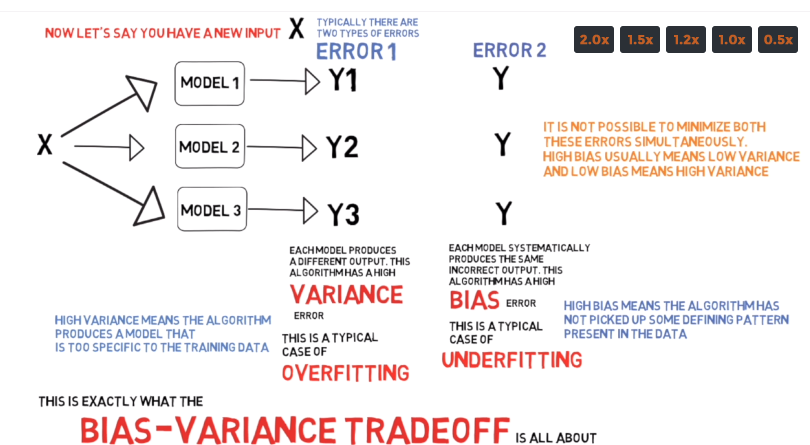 NOW LET'S SAY YOU HAVE A NEW INPUT X
TYPICALLY THERE ARE
TWO TYPES OF ERRORS
ERROR 1
ERROR 2
2.0x 1.5x 1.2x 1.0x 0.5x
X
MODEL 1
Y1
Y
MODEL 2
Y2
Y
MODEL 3
Y3
Y
IT IS NOT POSSIBLE TO MINIMIZE BOTH
THESE ERRORS SIMULTANEOUSLY.
HIGH BIAS USUALLY MEANS LOW VARIANCE
AND LOW BIAS MEANS HIGH VARIANCE
EACH MODEL PRODUCES
A DIFFERENT OUTPUT. THIS
ALGORITHM HAS A HIGH
VARIANCE
ERROR
THIS IS A TYPICAL
CASE OF
OVERFITTING
EACH MODEL SYSTEMATICALLY
PRODUCES THE SAME
INCORRECT OUTPUT. THIS
ALGORITHM HAS A HIGH
BIAS ERROR
THIS IS A TYPICAL
CASE OF
UNDERFITTING
HIGH VARIANCE MEANS THE ALGORITHM
PRODUCES A MODEL THAT
IS TOO SPECIFIC TO THE TRAINING DATA
HIGH BIAS MEANS THE ALGORITHM HAS
NOT PICKED UP SOME DEFINING PATTERN
PRESENT IN THE DATA
THIS IS EXACTLY WHAT THE
BIAS-VARIANCE TRADEOFF IS ALL ABOUT